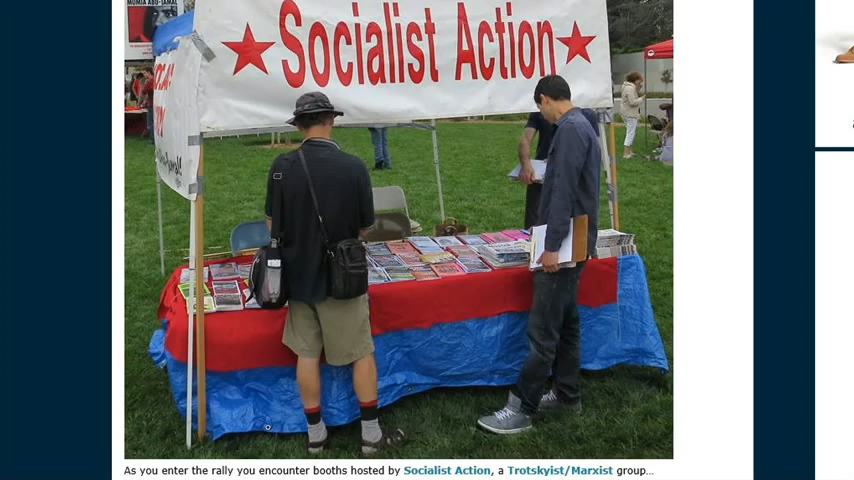 MUMIA ABU-JAMAL
Socialist Action
As you enter the rally you encounter booths hosted by Socialist Action, a Trotskyist/Marxist group...